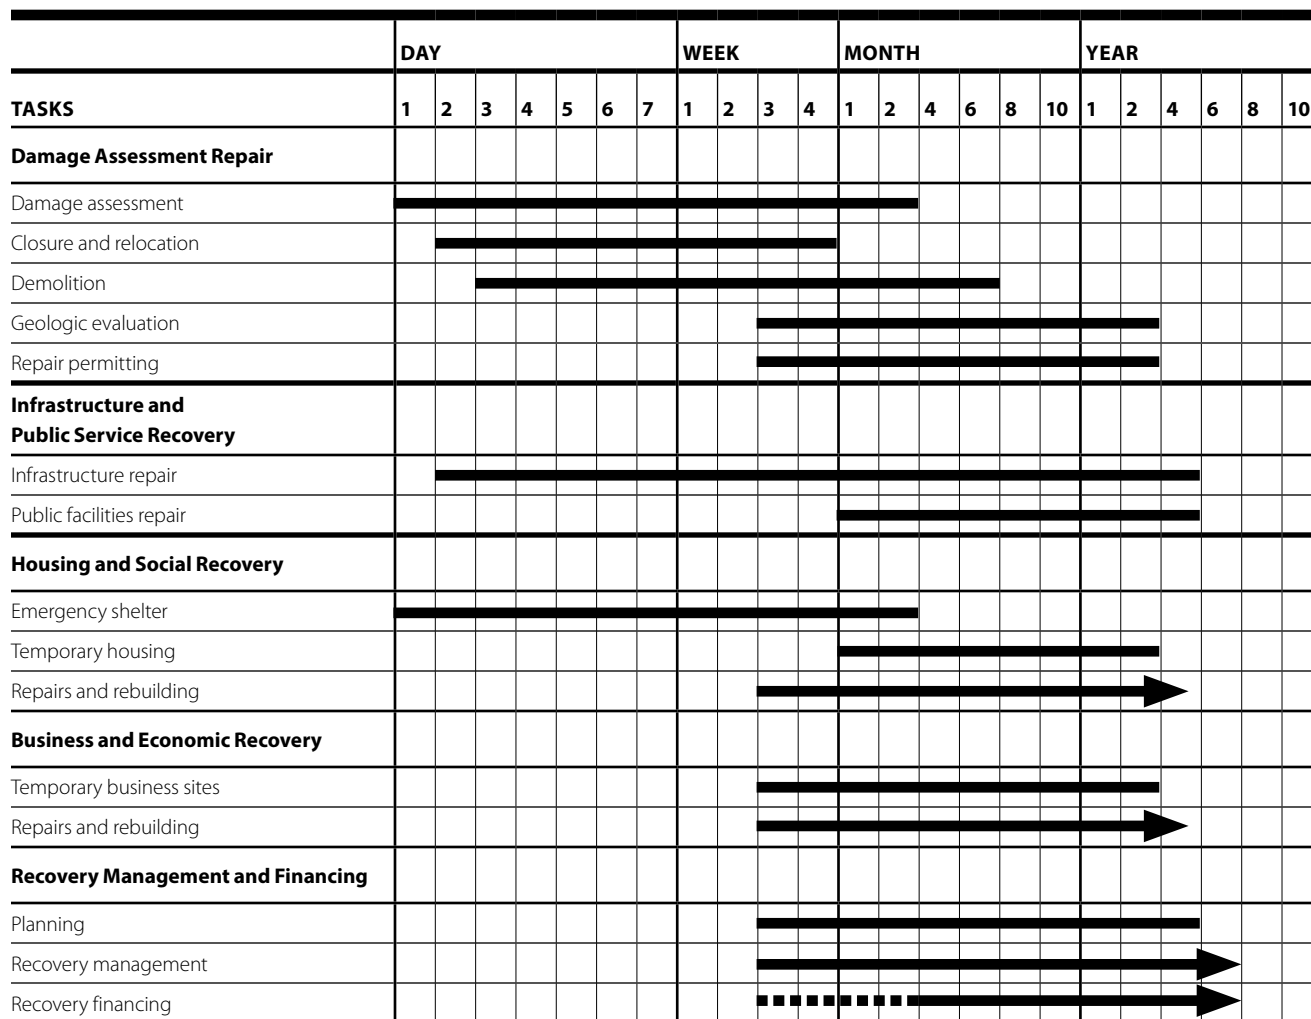 DAY WEEK MONTH YEAR
TASKS 1 2 3 4 5 6 7 1 2 3 4 1 2 4 6 8 10 1 2 4 6 8 10
Damage Assessment Repair
Damage assessment
Closure and relocation
Demolition
Geologic evaluation
Repair permitting
Infrastructure and
Public Service Recovery
Infrastructure repair
Public facilities repair
Housing and Social Recovery
Emergency shelter
Temporary housing
Repairs and rebuilding
Business and Economic Recovery
Temporary business sites
Repairs and rebuilding
Recovery Management and Financing
Planning
Recovery management
Recovery financing